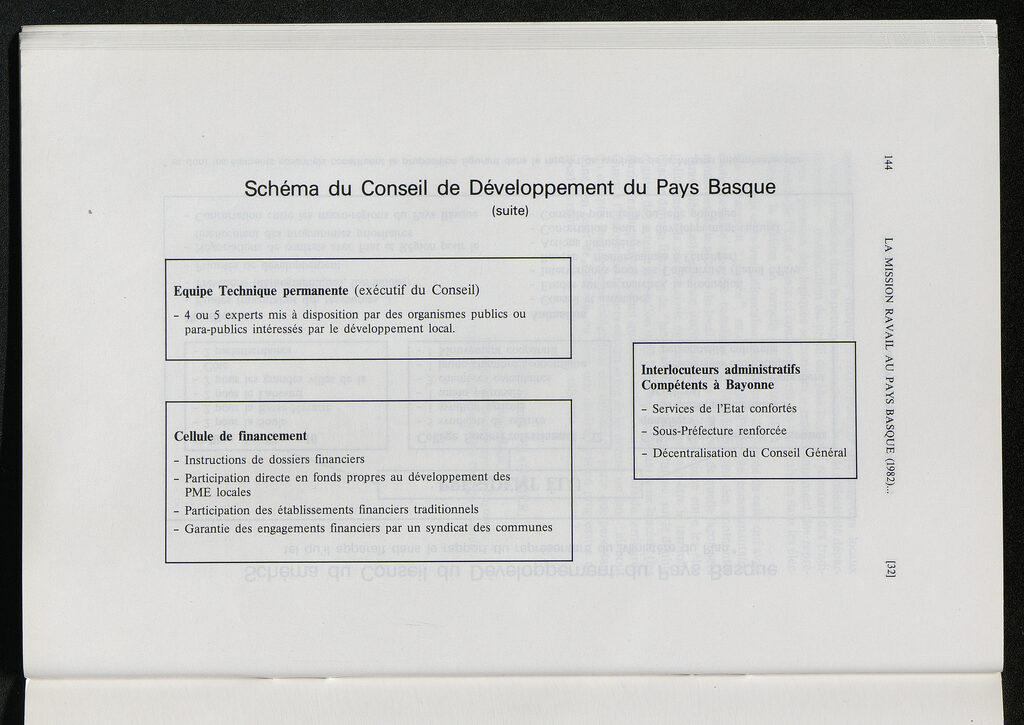 Schéma du Conseil de Développement du Pays Basque
(suite)
Equipe Technique permanente (exécutif du Conseil)
- 4 ou 5 experts mis à disposition par des organismes publics ou
para-publics intéressés par le développement local.
Cellule de financement
- Instructions de dossiers financiers
- Participation directe en fonds propres au développement des
PME locales
- Participation des établissements financiers traditionnels
- Garantie des engagements financiers par un syndicat des communes
Interlocuteurs administratifs
Compétents à Bayonne
- Services de l'Etat confortés
- Sous-Préfecture renforcée
- Décentralisation du Conseil Général
144
LA MISSION RAVAIL AU PAYS BASQUE (1982)...
[32]